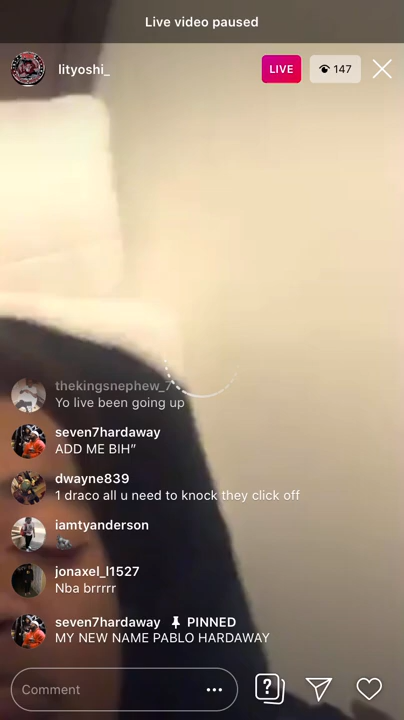 Live video paused
lityoshi_
LIVE
147
thekingsnephew_7
Yo live been going up
seven7hardaway
ADD ME BIH”
dwayne839
1 draco all u need to knock they click off
iamtyanderson
jonaxel_l1527
Nba brrrrr
seven7hardaway PINNED
MY NEW NAME PABLO HARDAWAY
Comment